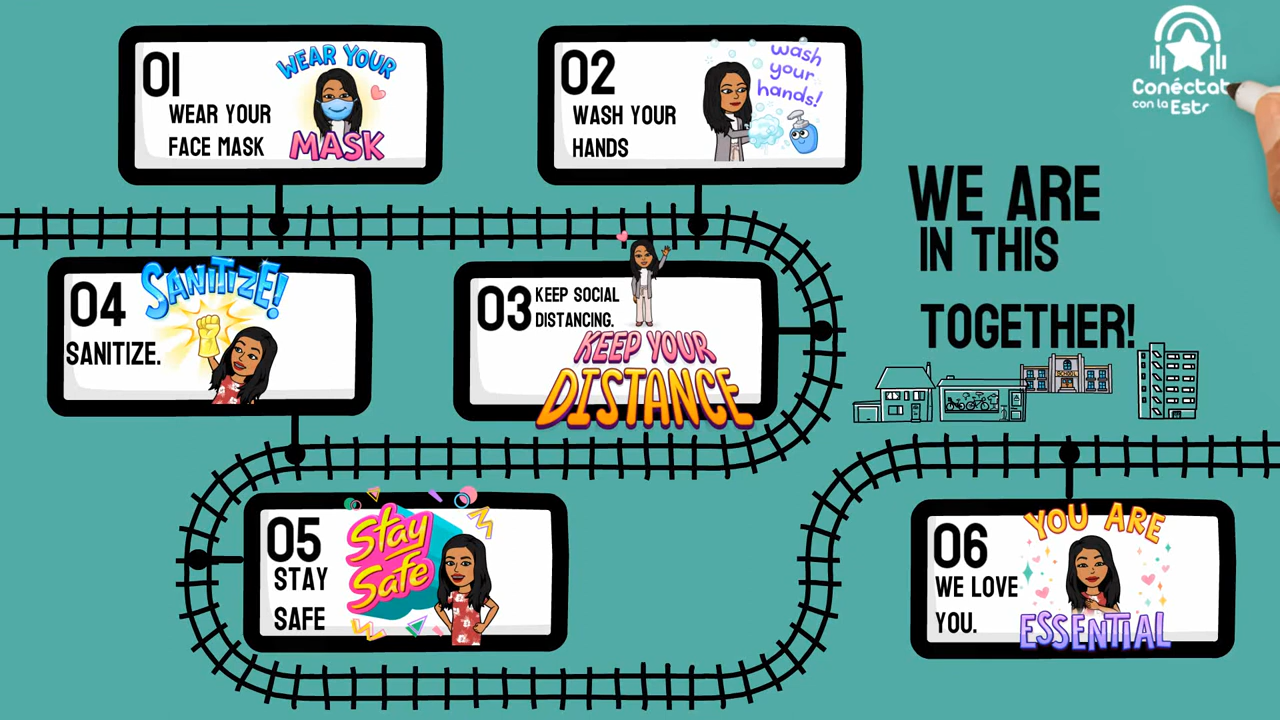 01
WEAR YOUR
FACE MASK
WEAR YOUR
MASK
02
WASH YOUR
HANDS
wash
your
hands!
Conéctat
con la Estr
WE ARE
IN THIS
TOGETHER!
03
KEEP SOCIAL
DISTANCING.
KEEP YOUR
DISTANCE
04
SANITIZE.
SANITIZE!
SCHOOL
05
STAY
SAFE
Stay
Safe
06
WE LOVE
YOU.
YOU ARE
ESSENTIAL